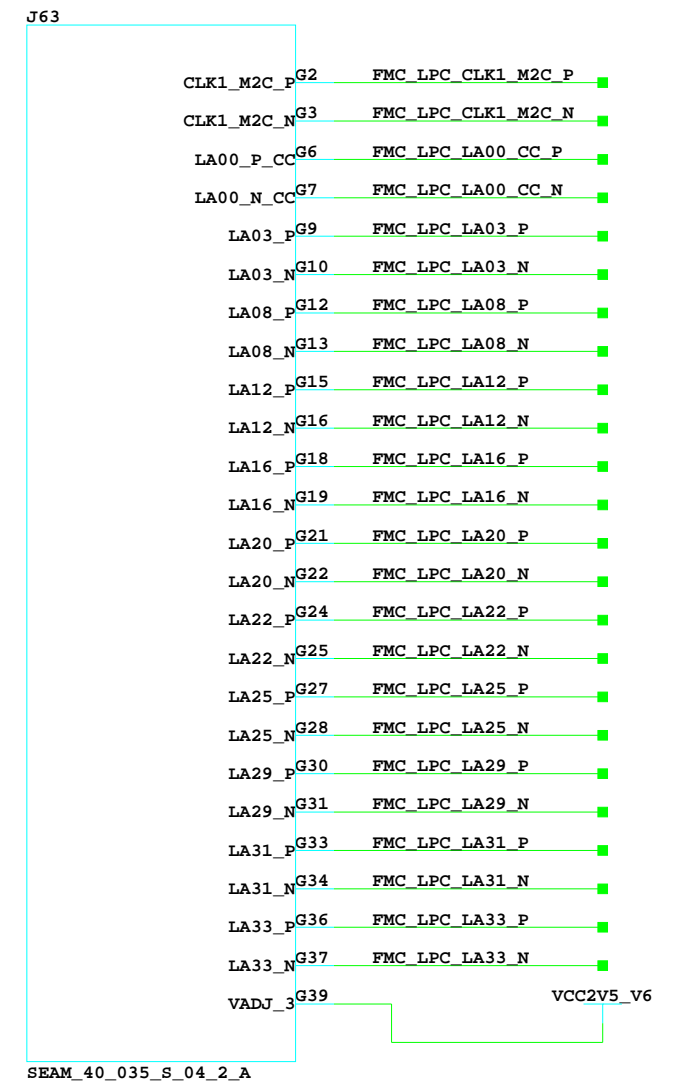 J63
CLK1_M2C_P G2 FMC_LPC_CLK1_M2C_P
CLK1_M2C_N G3 FMC_LPC_CLK1_M2C_N
LA00_P_CC G6 FMC_LPC_LA00_CC_P
LA00_N_CC G7 FMC_LPC_LA00_CC_N
LA03_P G9 FMC_LPC_LA03_P
LA03_N G10 FMC_LPC_LA03_N
LA08_P G12 FMC_LPC_LA08_P
LA08_N G13 FMC_LPC_LA08_N
LA12_P G15 FMC_LPC_LA12_P
LA12_N G16 FMC_LPC_LA12_N
LA16_P G18 FMC_LPC_LA16_P
LA16_N G19 FMC_LPC_LA16_N
LA20_P G21 FMC_LPC_LA20_P
LA20_N G22 FMC_LPC_LA20_N
LA22_P G24 FMC_LPC_LA22_P
LA22_N G25 FMC_LPC_LA22_N
LA25_P G27 FMC_LPC_LA25_P
LA25_N G28 FMC_LPC_LA25_N
LA29_P G30 FMC_LPC_LA29_P
LA29_N G31 FMC_LPC_LA29_N
LA31_P G33 FMC_LPC_LA31_P
LA31_N G34 FMC_LPC_LA31_N
LA33_P G36 FMC_LPC_LA33_P
LA33_N G37 FMC_LPC_LA33_N
VADJ_3 G39 VCC2V5_V6
SEAM_40_035_S_04_2_A